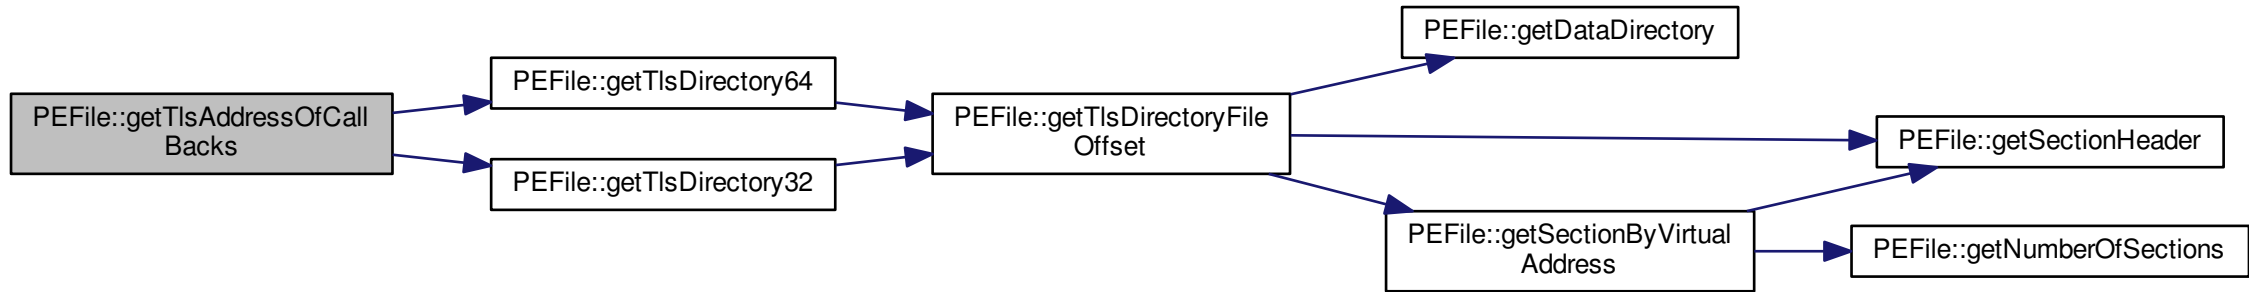 PEFile::getTlsAddressOfCall
Backs
PEFile::getTlsDirectory64
PEFile::getTlsDirectory32
PEFile::getTlsDirectoryFile
Offset
PEFile::getDataDirectory
PEFile::getSectionHeader
PEFile::getSectionByVirtual
Address
PEFile::getNumberOfSections